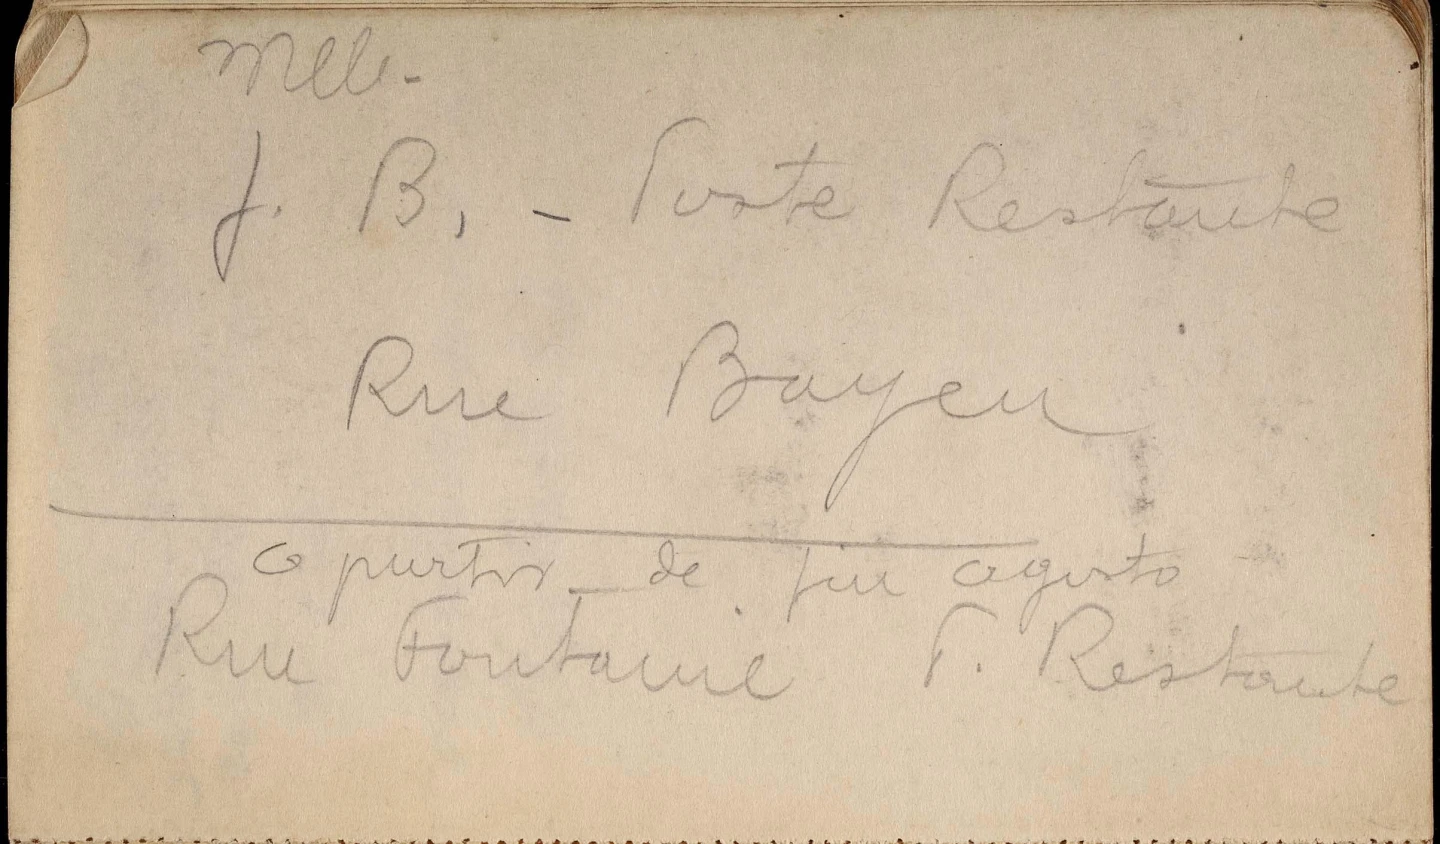 Mlle.
J. B. - Poste Restante
Rue Bayen
a partir de fin agosto
Rue Fontaine P. Restante